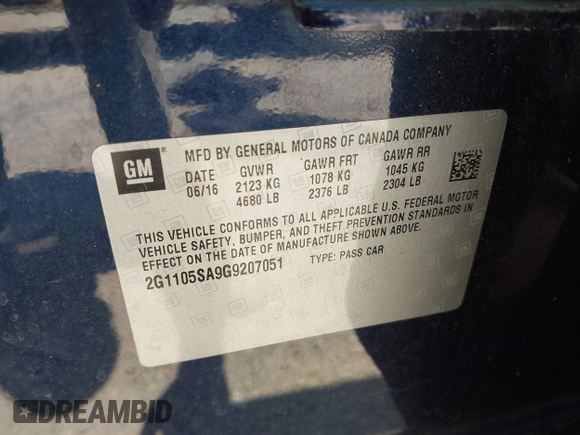 MFD BY GENERAL MOTORS OF CANADA COMPANY
GM
DATE GVWR GAWR FRT GAWR RR
06/16 2123 KG 1078 KG 1045 KG
4680 LB 2376 LB 2304 LB
THIS VEHICLE CONFORMS TO ALL APPLICABLE U.S. FEDERAL MOTOR
VEHICLE SAFETY, BUMPER, AND THEFT PREVENTION STANDARDS IN
EFFECT ON THE DATE OF MANUFACTURE SHOWN ABOVE.
2G1105SA9G9207051 TYPE: PASS CAR
DREAMBID